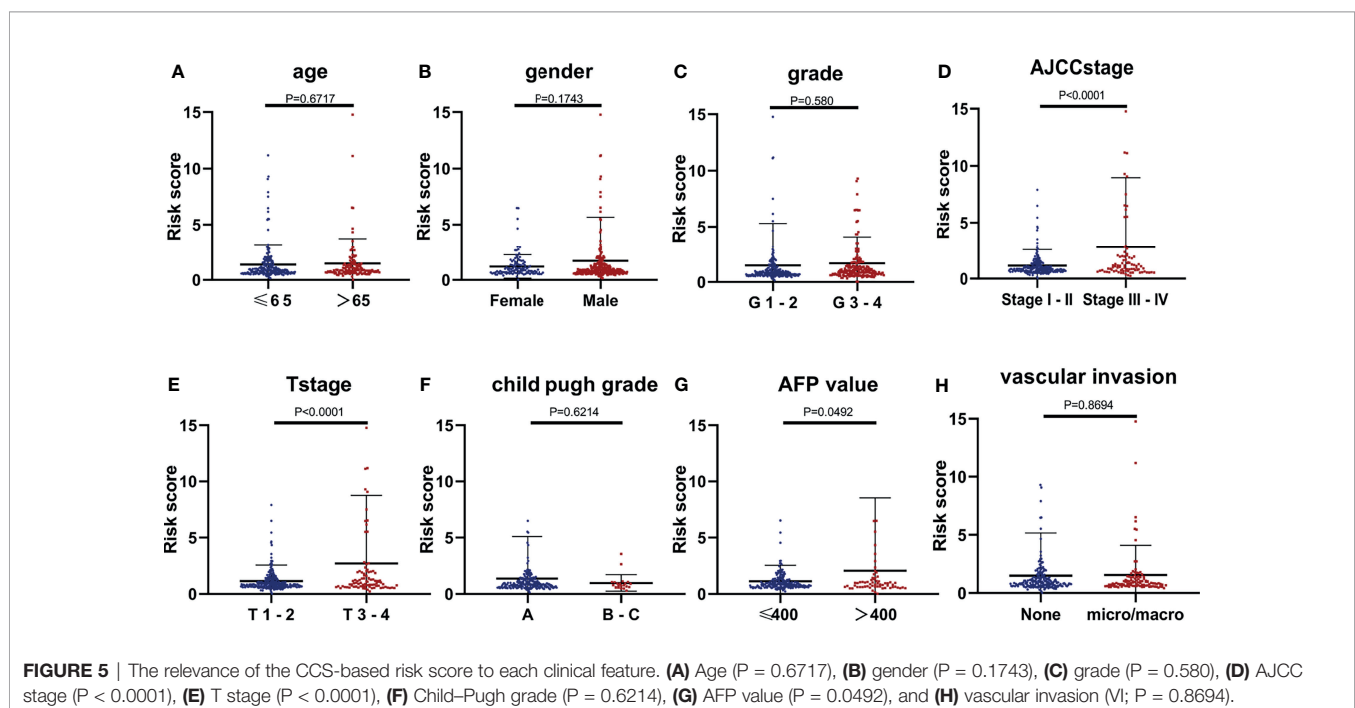 A
age
P=0.6717
Risk score
15
10
5
0
≤65
>65
B
gender
P=0.1743
Risk score
15
10
5
0
Female
Male
C
grade
P=0.580
Risk score
15
10
5
0
G 1 - 2
G 3 - 4
D
AJCCstage
P<0.0001
Risk score
15
10
5
0
Stage I - II
Stage III - IV
E
Tstage
P<0.0001
Risk score
15
10
5
0
T 1 - 2
T 3 - 4
F
child pugh grade
P=0.6214
Risk score
15
10
5
0
A
B - C
G
AFP value
P=0.0492
Risk score
15
10
5
0
≤400
>400
H
vascular invasion
P=0.8694
Risk score
15
10
5
0
None
micro/macro
FIGURE 5 | The relevance of the CCS-based risk score to each clinical feature. (A) Age (P = 0.6717), (B) gender (P = 0.1743), (C) grade (P = 0.580), (D) AJCC
stage (P < 0.0001), (E) T stage (P < 0.0001), (F) Child–Pugh grade (P = 0.6214), (G) AFP value (P = 0.0492), and (H) vascular invasion (VI; P = 0.8694).